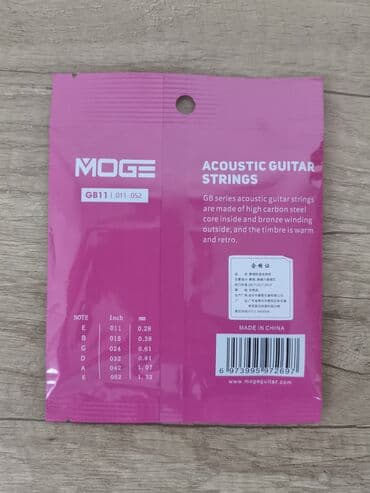 MOGE
GB11 | .011-.052
ACOUSTIC GUITAR
STRINGS
GB series acoustic guitar strings
are made of high carbon steel
core inside and bronze winding
outside, and the timbre is warm
and retro.
合格证
NOTE Inch mm
E 011 0.28
B 015 0.38
G 024 0.61
D 032 0.81
A 042 1.07
E 052 1.32
MADE IN CHINA
6 973995 972697
www.mogeguitar.com